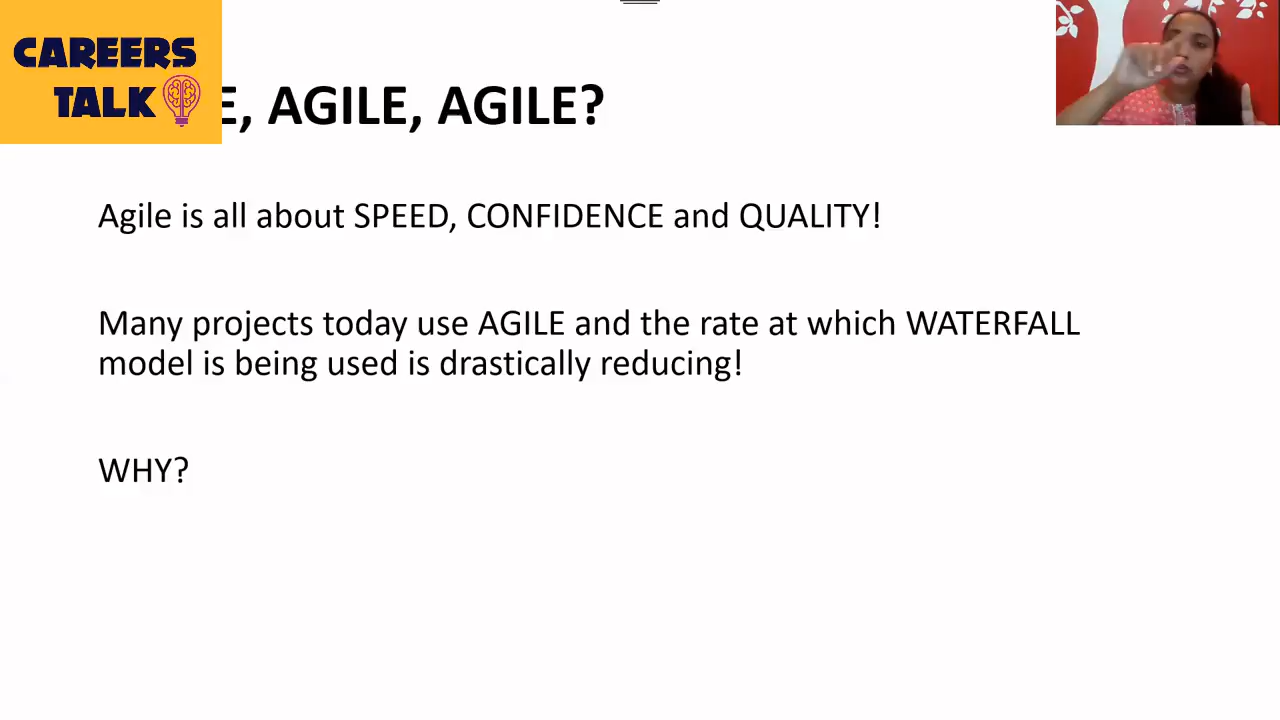 CAREERS
TALK
E, AGILE, AGILE?
Agile is all about SPEED, CONFIDENCE and QUALITY!
Many projects today use AGILE and the rate at which WATERFALL
model is being used is drastically reducing!
WHY?